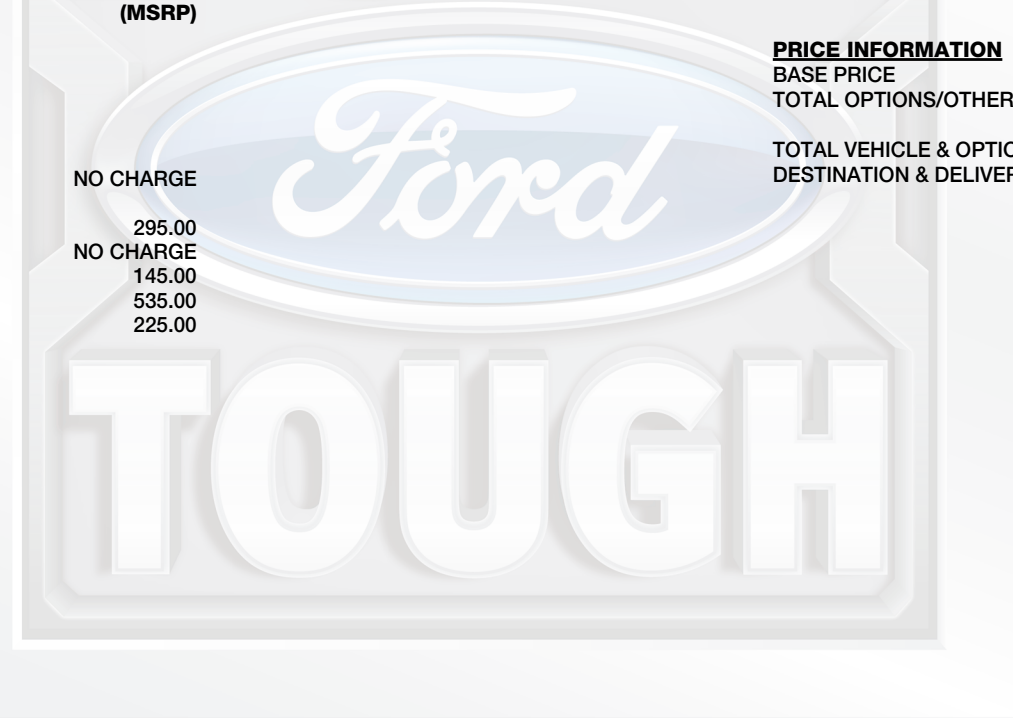 (MSRP)
NO CHARGE
295.00
NO CHARGE
145.00
535.00
225.00
PRICE INFORMATION
BASE PRICE
TOTAL OPTIONS/OTHER
TOTAL VEHICLE & OPTIO
DESTINATION & DELIVER
Ford
TOUGH